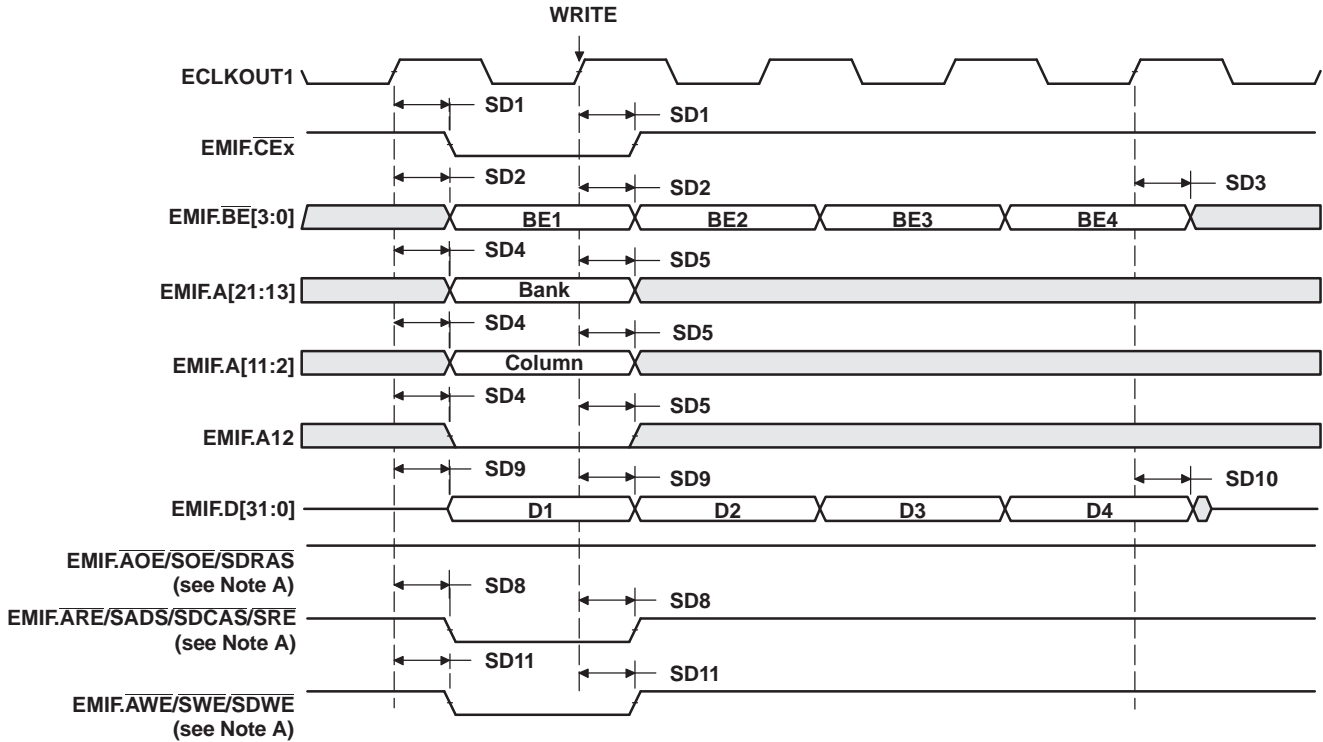 WRITE
ECLKOUT1
SD1
SD1
EMIF.CEx
SD2
SD2
SD3
EMIF.BE[3:0]
BE1
BE2
BE3
BE4
SD4
SD5
EMIF.A[21:13]
Bank
SD4
SD5
EMIF.A[11:2]
Column
SD4
SD5
EMIF.A12
SD9
SD9
SD10
EMIF.D[31:0]
D1
D2
D3
D4
EMIF.AOE/SOE/SDRAS
(see Note A)
SD8
SD8
EMIF.ARE/SADS/SDCAS/SRE
(see Note A)
SD11
SD11
EMIF.AWE/SWE/SDWE
(see Note A)